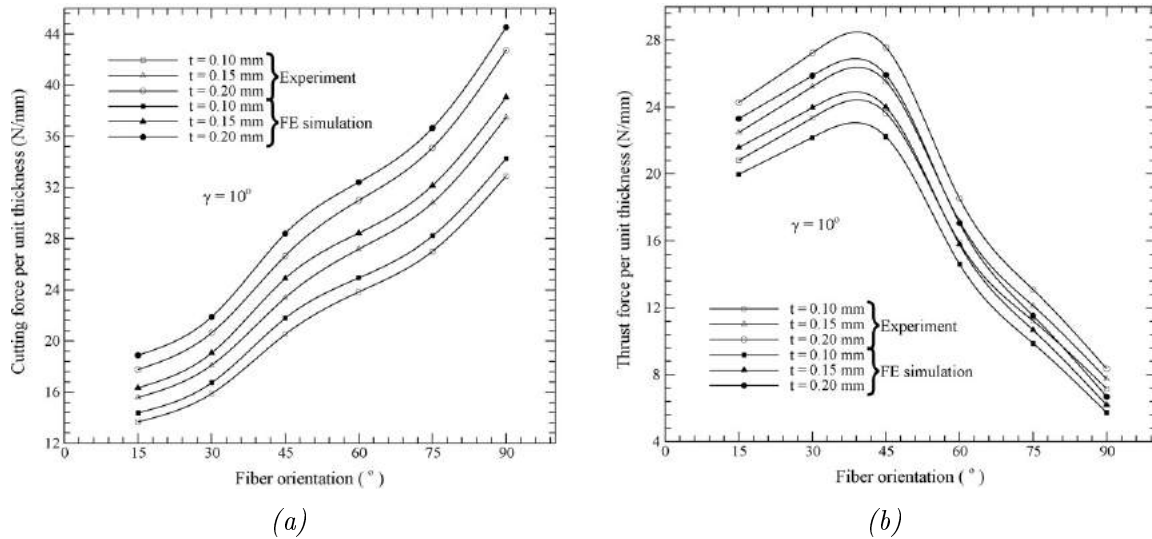 44
40
36
32
28
24
20
16
12
Cutting force per unit thickness (N/mm)
t = 0.10 mm
t = 0.15 mm
t = 0.20 mm
Experiment
t = 0.10 mm
t = 0.15 mm
t = 0.20 mm
FE simulation
γ = 10°
0 15 30 45 60 75 90
Fiber orientation ( ° )
(a)
28
24
20
16
12
8
4
Thrust force per unit thickness (N/mm)
γ = 10°
t = 0.10 mm
t = 0.15 mm
t = 0.20 mm
Experiment
t = 0.10 mm
t = 0.15 mm
t = 0.20 mm
FE simulation
0 15 30 45 60 75 90
Fiber orientation ( ° )
(b)